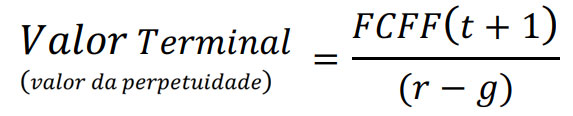 Valor Terminal
(valor da perpetuidade)
=
FCFF(t + 1)
(r − g)